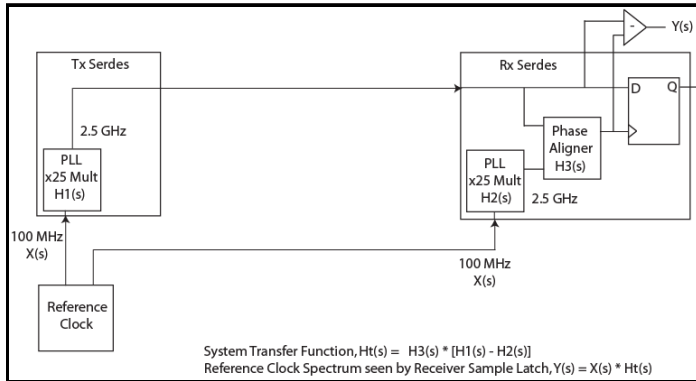 Y(s)
Tx Serdes
Rx Serdes
D Q
2.5 GHz
Phase
Aligner
H3(s)
PLL
x25 Mult
H1(s)
PLL
x25 Mult
H2(s)
2.5 GHz
100 MHz
X(s)
100 MHz
X(s)
Reference
Clock
System Transfer Function, Ht(s) = H3(s) * [H1(s) - H2(s)]
Reference Clock Spectrum seen by Receiver Sample Latch, Y(s) = X(s) * Ht(s)